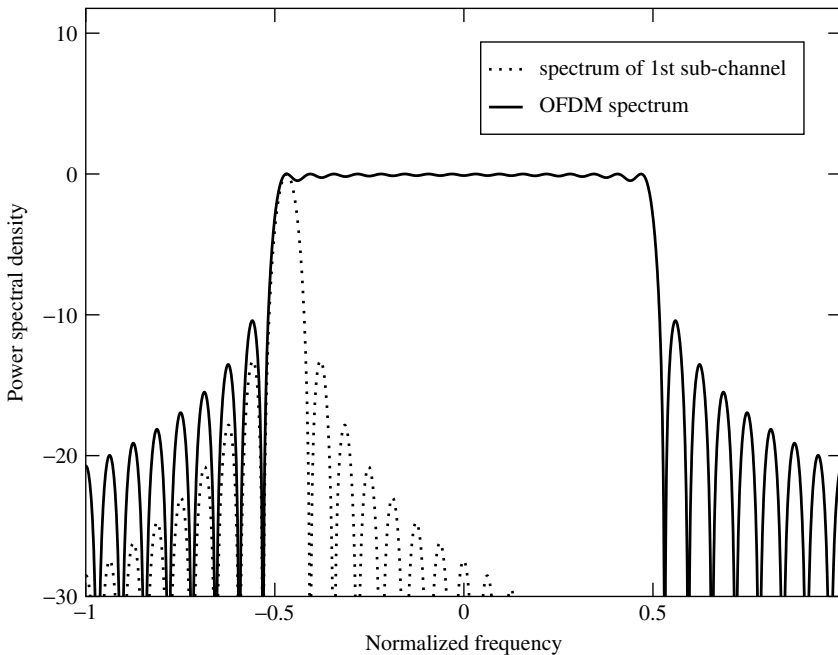 10
0
−10
−20
−30
−1
−0.5
0
0.5
Power spectral density
Normalized frequency
spectrum of 1st sub-channel
OFDM spectrum